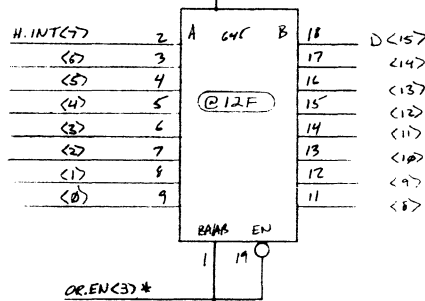 H.INT<7> 2 A 645 B 18 D<15>
<6> 3 17 <14>
<5> 4 16 <13>
<4> 5 @12F 15 <12>
<3> 6 14 <11>
<2> 7 13 <10>
<1> 8 12 <9>
<0> 9 11 <8>
BA/AB EN
1 19
OR.EN<3>*